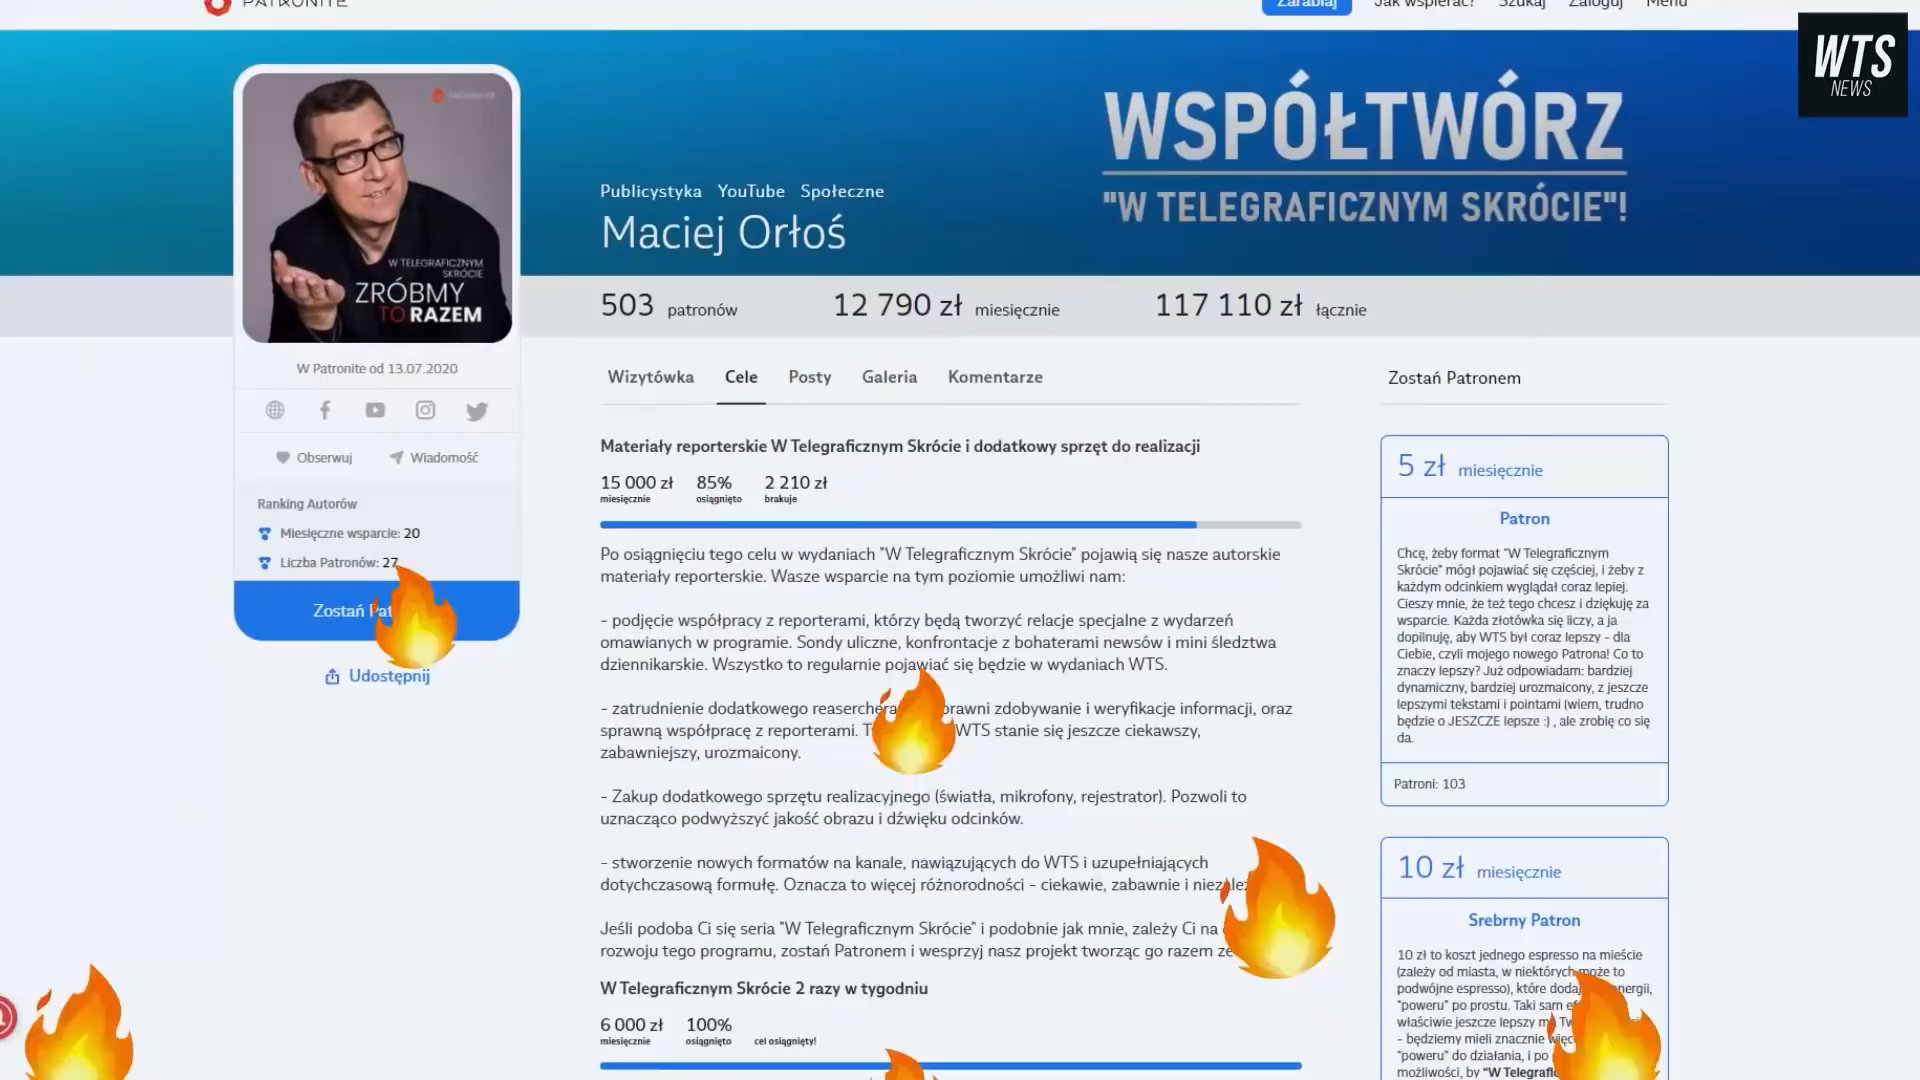 PATRONITE
Zarabiaj Jak wspierać? Szukaj Zaloguj Menu
WTS
NEWS
WSPÓŁTWÓRZ
"W TELEGRAFICZNYM SKRÓCIE"!
Publicystyka YouTube Społeczne
Maciej Orłoś
W TELEGRAFICZNYM
SKRÓCIE
ZRÓBMY
TO RAZEM
503 patronów 12 790 zł miesięcznie 117 110 zł łącznie
W Patronite od 13.07.2020
Obserwuj Wiadomość
Ranking Autorów
Miesięczne wsparcie: 20
Liczba Patronów: 27
Zostań
Udostępnij
Wizytówka Cele Posty Galeria Komentarze
Materiały reporterskie W Telegraficznym Skrócie i dodatkowy sprzęt do realizacji
15 000 zł 85% 2 210 zł
miesięcznie osiągnięto brakuje
Po osiągnięciu tego celu w wydaniach "W Telegraficznym Skrócie" pojawią się nasze autorskie
materiały reporterskie. Wasze wsparcie na tym poziomie umożliwi nam:
- podjęcie współpracy z reporterami, którzy będą tworzyć relacje specjalne z wydarzeń
omawianych w programie. Sondy uliczne, konfrontacje z bohaterami newsów i mini śledztwa
dziennikarskie. Wszystko to regularnie pojawiać się będzie w wydaniach WTS.
- zatrudnienie dodatkowego zdobywanie i weryfikacje informacji, oraz
sprawną współpracę z reporterami. WTS stanie się jeszcze ciekawszy,
zabawniejszy, urozmaicony.
- Zakup dodatkowego sprzętu realizacyjnego (światła, mikrofony, rejestrator). Pozwoli to
uznacząco podwyższyć jakość obrazu i dźwięku odcinków.
- stworzenie nowych formatów na kanale, nawiązujących do WTS i uzupełniających
dotychczasową formułę. Oznacza to więcej różnorodności - ciekawie, zabawnie i
Jeśli podoba Ci się seria "W Telegraficznym Skrócie" i podobnie jak mnie, zależy Ci na
rozwoju tego programu, zostań Patronem i wesprzyj nasz projekt tworząc go razem
W Telegraficznym Skrócie 2 razy w tygodniu
6 000 zł 100%
miesięcznie osiągnięto cel osiągnięty!
Zostań Patronem
5 zł miesięcznie
Patron
Chcę, żeby format "W Telegraficznym
Skrócie" mógł pojawiać się częściej, i żeby z
każdym odcinkiem wyglądał coraz lepiej.
Cieszy mnie, że też tego chcesz i dziękuję za
wsparcie. Każda złotówka się liczy, a ja
dopilnuję, aby WTS był coraz lepszy - dla
Ciebie, czyli mojego nowego Patrona! Co to
znaczy lepszy? Już odpowiadam: bardziej
dynamiczny, bardziej urozmaicony, z jeszcze
lepszymi tekstami i pointami (wiem, trudno
będzie o JESZCZE lepsze :) , ale zrobię co się
da.
Patroni: 103
10 zł miesięcznie
Srebrny Patron
10 zł to koszt jednego espresso na mieście
(zależy od miasta, w niektórych może to
podwójne espresso), które
"poweru" po prostu. Taki sam
właściwie jeszcze lepszy
- będziemy mieli znacznie
"poweru" do działania, i po
możliwości, by "W